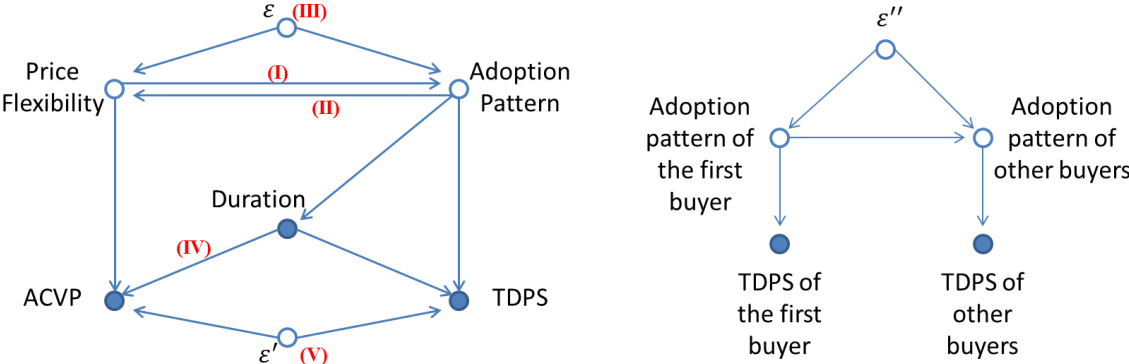 ε (III)
Price
Flexibility
(I)
(II)
Adoption
Pattern
Duration
(IV)
ACVP
TDPS
ε′ (V)
ε′′
Adoption
pattern of
the first
buyer
Adoption
pattern of
other buyers
TDPS of
the first
buyer
TDPS of
other
buyers